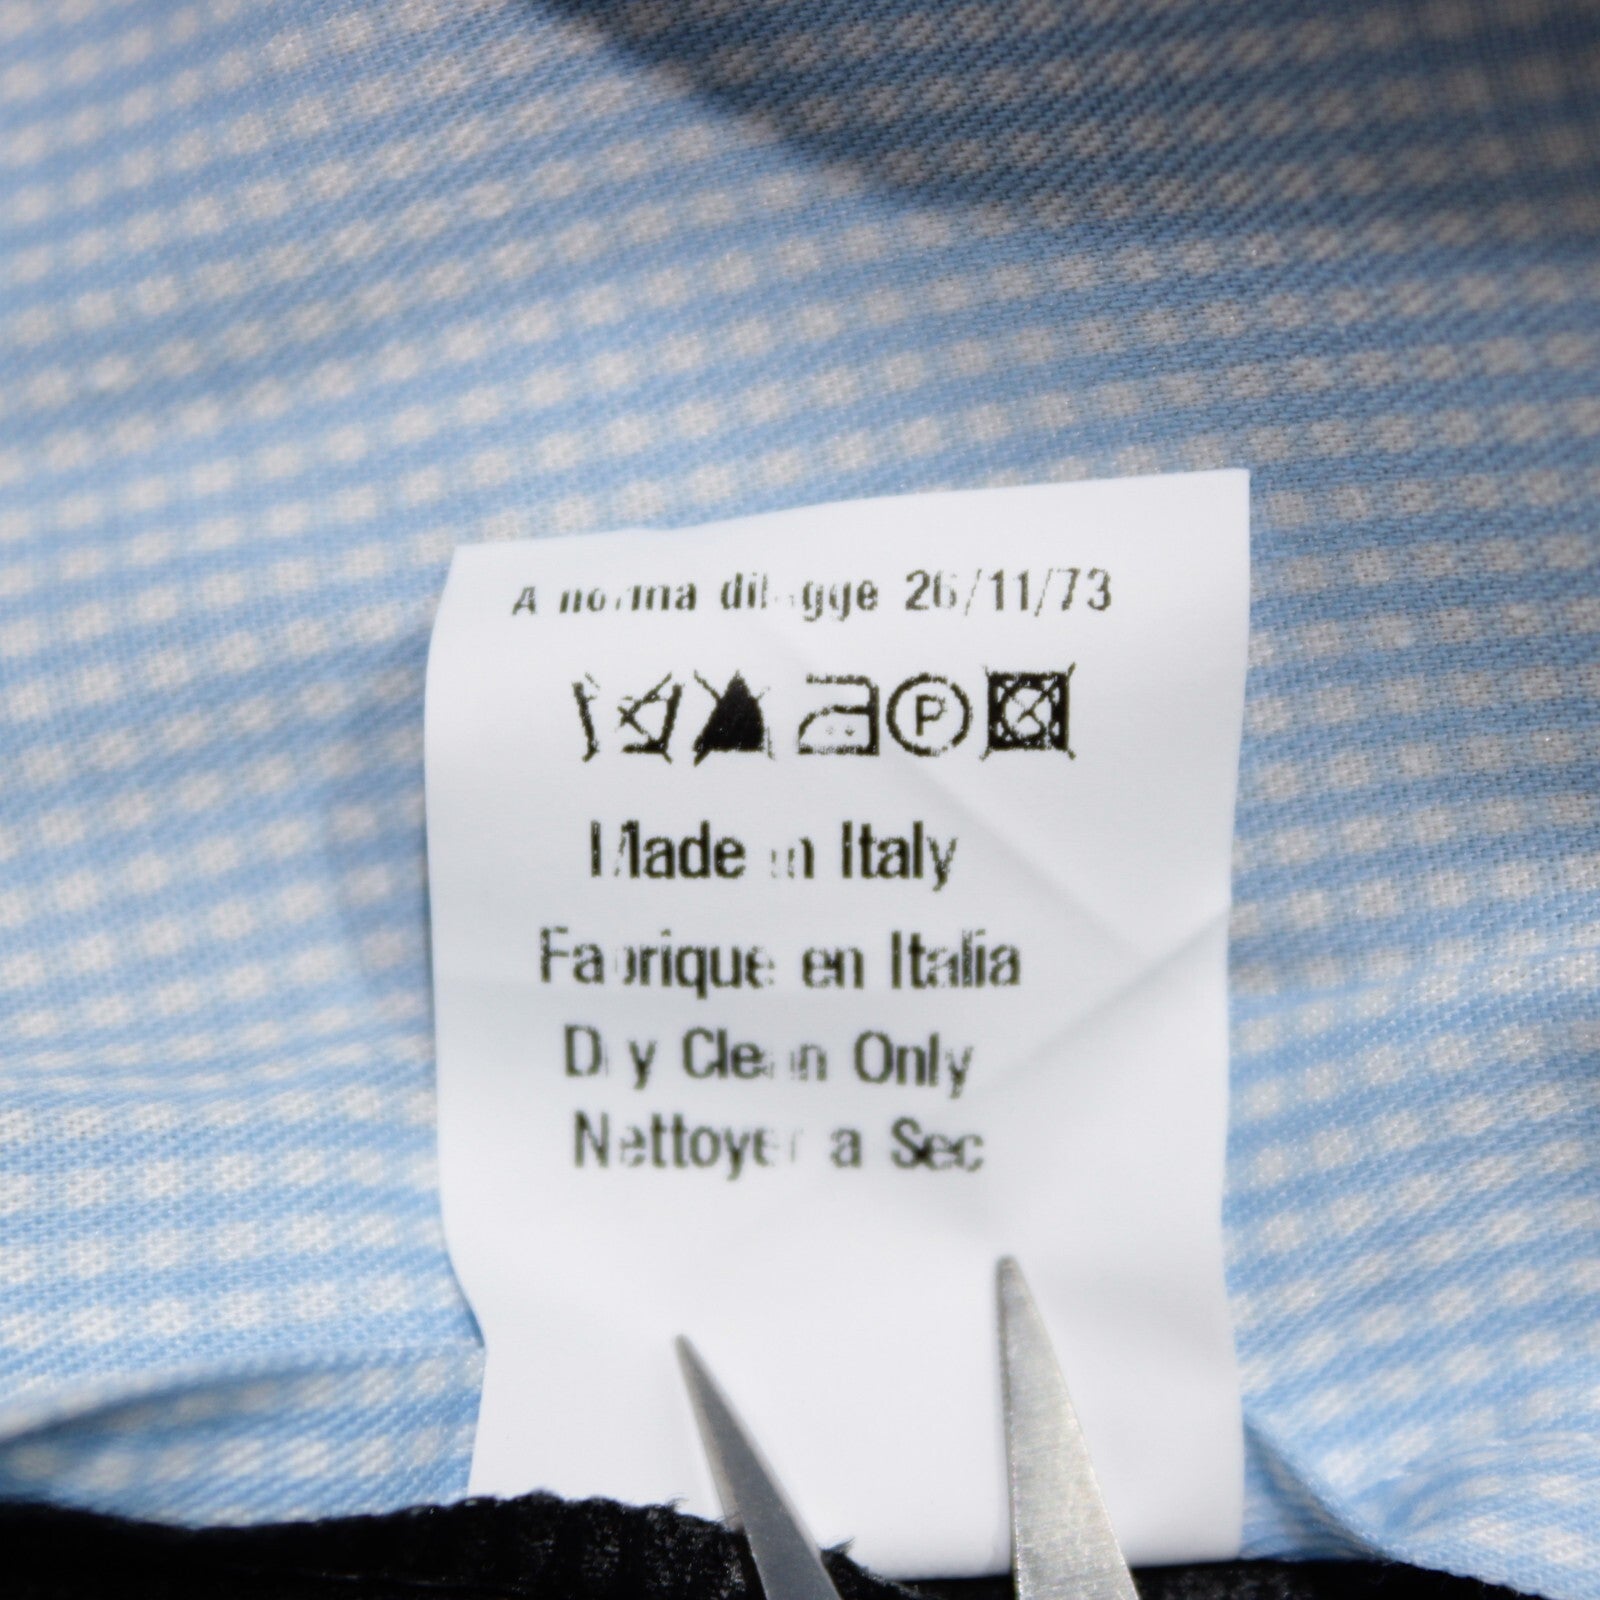 A norma di legge 26/11/73
P
Made in Italy
Fabrique en Italia
Dry Clean Only
Nettoyer a Sec